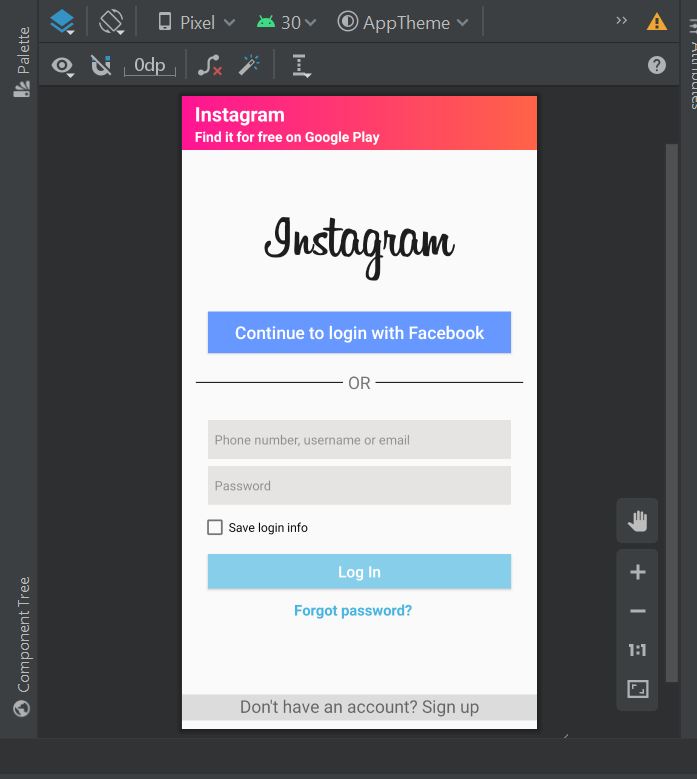 Palette
Pixel
30
AppTheme
>>
0dp
Instagram
Find it for free on Google Play
Instagram
Continue to login with Facebook
OR
Phone number, username or email
Password
Save login info
Log In
Forgot password?
Don't have an account? Sign up
Component Tree
1:1
Attributes